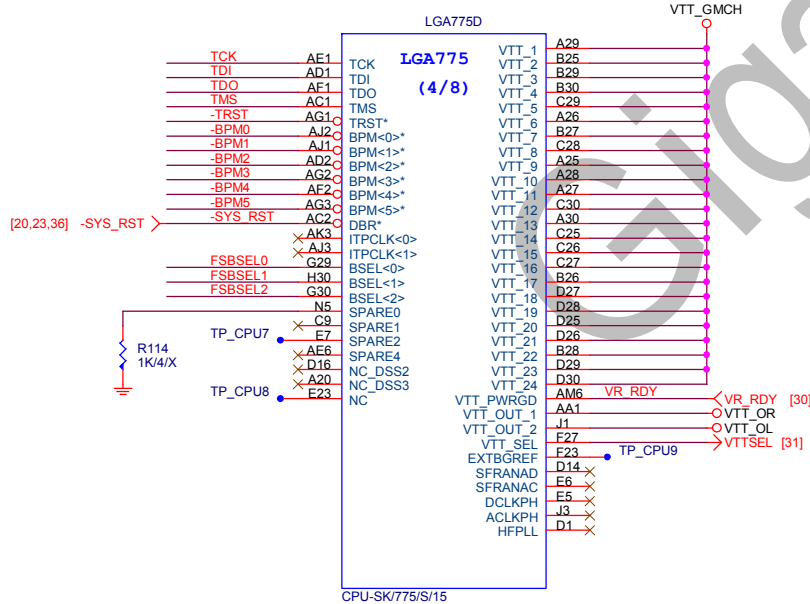 LGA775D
VTT_GMCH
LGA775
(4/8)
TCK AE1 TCK
TDI AD1 TDI
TDO AF1 TDO
TMS AC1 TMS
-TRST AG1 TRST*
-BPM0 AJ2 BPM<0>*
-BPM1 AJ1 BPM<1>*
-BPM2 AD2 BPM<2>*
-BPM3 AG2 BPM<3>*
-BPM4 AF2 BPM<4>*
-BPM5 AG3 BPM<5>*
[20,23,36] -SYS_RST -SYS_RST AC2 DBR*
AK3 ITPCLK<0>
AJ3 ITPCLK<1>
FSBSEL0 G29 BSEL<0>
FSBSEL1 H30 BSEL<1>
FSBSEL2 G30 BSEL<2>
N5 SPARE0
C9 SPARE1
TP_CPU7 E7 SPARE2
AE6 SPARE4
D16 NC_DSS2
A20 NC_DSS3
TP_CPU8 E23 NC
R114
1K/4/X
VTT_1 A29
VTT_2 B25
VTT_3 B29
VTT_4 B30
VTT_5 C29
VTT_6 A26
VTT_7 B27
VTT_8 C28
VTT_9 A25
VTT_10 A28
VTT_11 A27
VTT_12 C30
VTT_13 A30
VTT_14 C25
VTT_15 C26
VTT_16 C27
VTT_17 B26
VTT_18 D27
VTT_19 D28
VTT_20 D25
VTT_21 D26
VTT_22 B28
VTT_23 D29
VTT_24 D30
VTT_PWRGD AM6 VR_RDY VR_RDY [30]
VTT_OUT_1 AA1 VTT_OR
VTT_OUT_2 J1 VTT_OL
VTT_SEL F27 VTTSEL [31]
EXTBGREF F23 TP_CPU9
SFRANAD D14
SFRANAC E6
DCLKPH E5
ACLKPH J3
HFPLL D1
CPU-SK/775/S/15
Giga